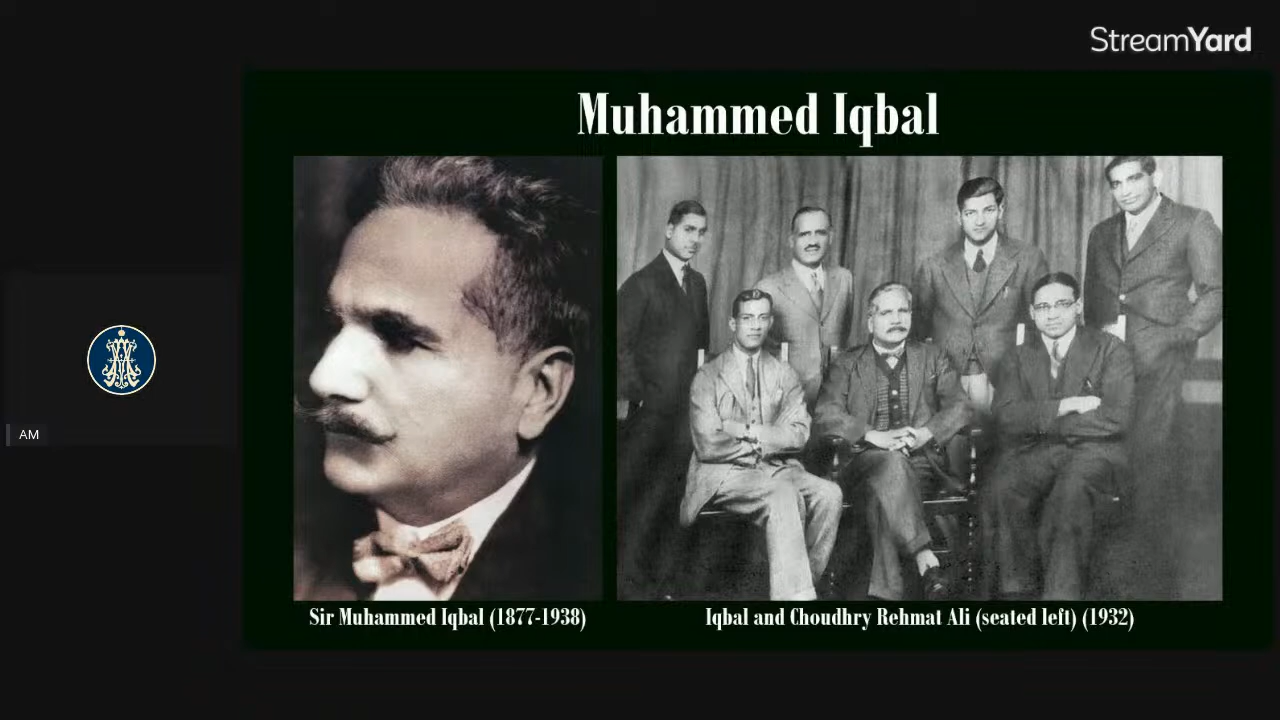 StreamYard
Muhammed Iqbal
AM
Sir Muhammed Iqbal (1877-1938)
Iqbal and Choudhry Rehmat Ali (seated left) (1932)